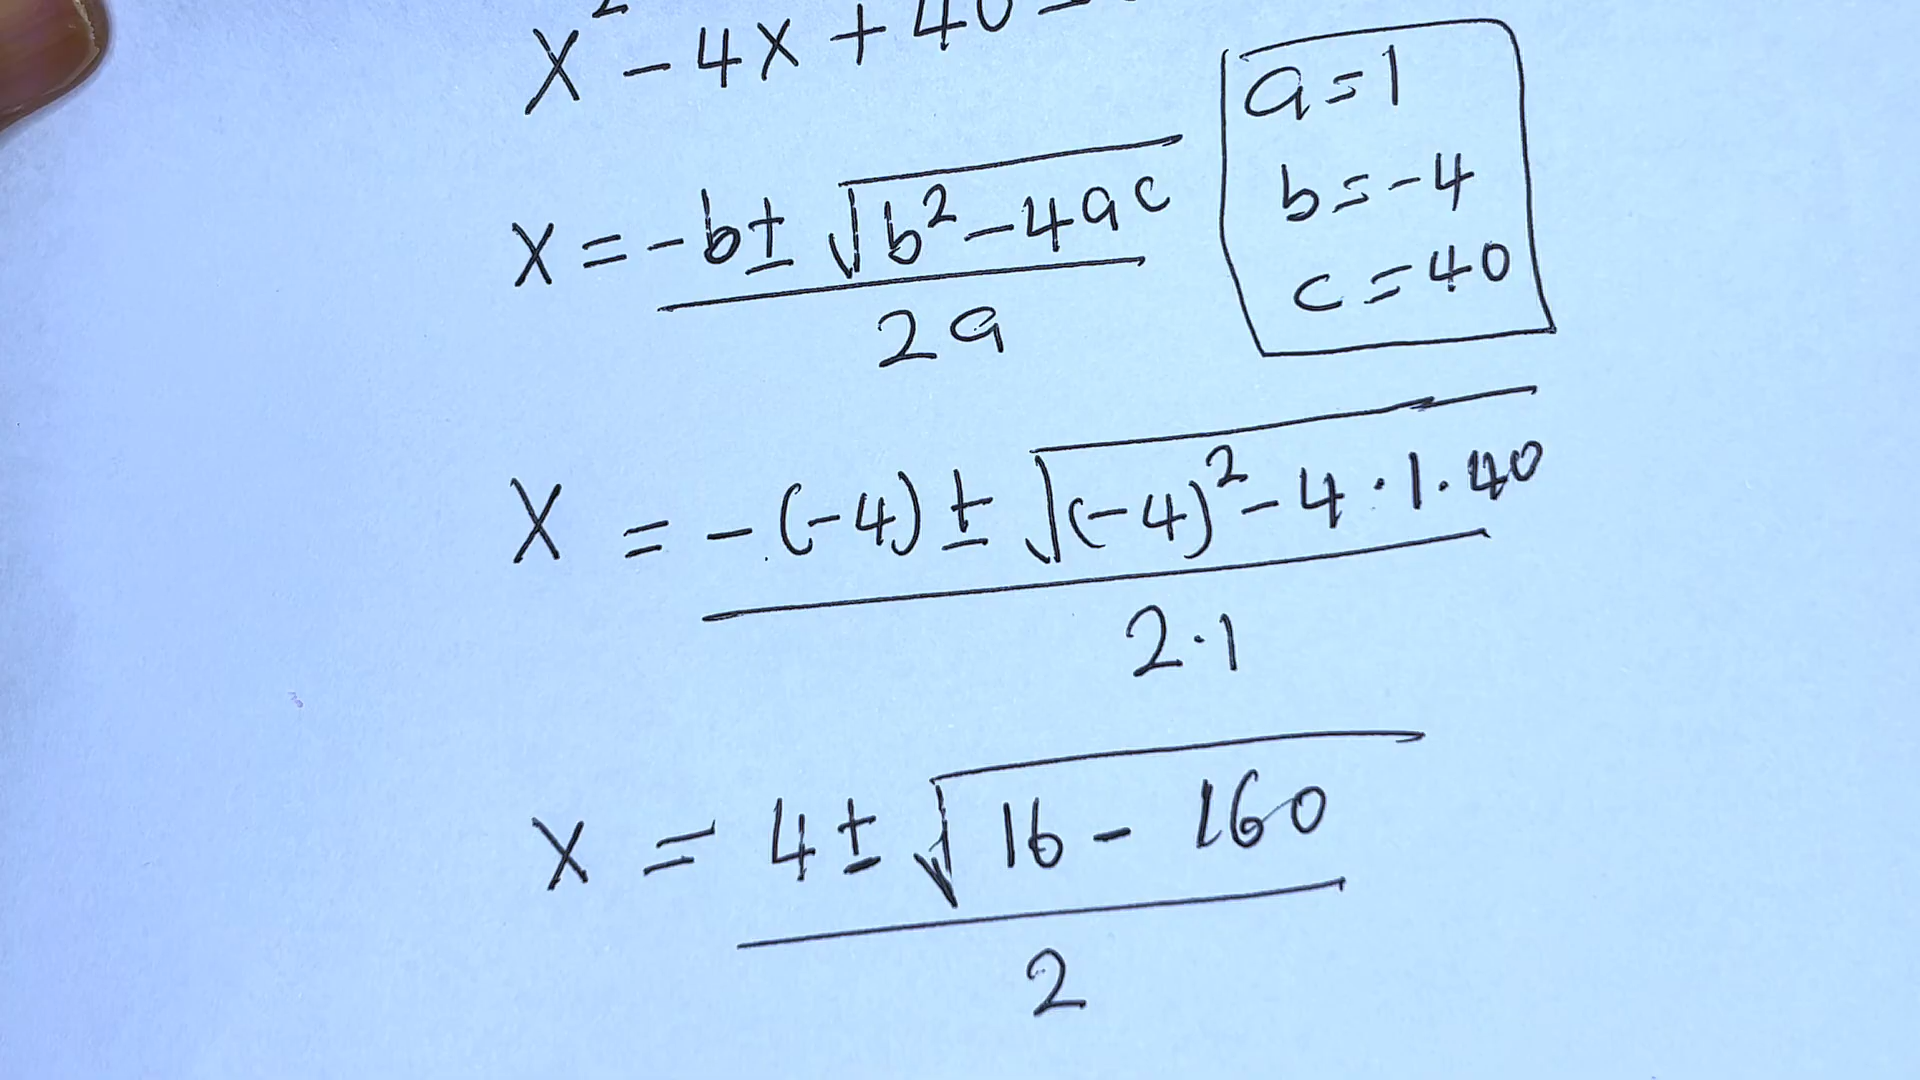 x² - 4x + 40 =
a = 1
b = -4
c = 40
x = -b ± √(b² - 4ac) / 2a
x = -(-4) ± √((-4)² - 4 · 1 · 40) / 2 · 1
x = 4 ± √(16 - 160) / 2